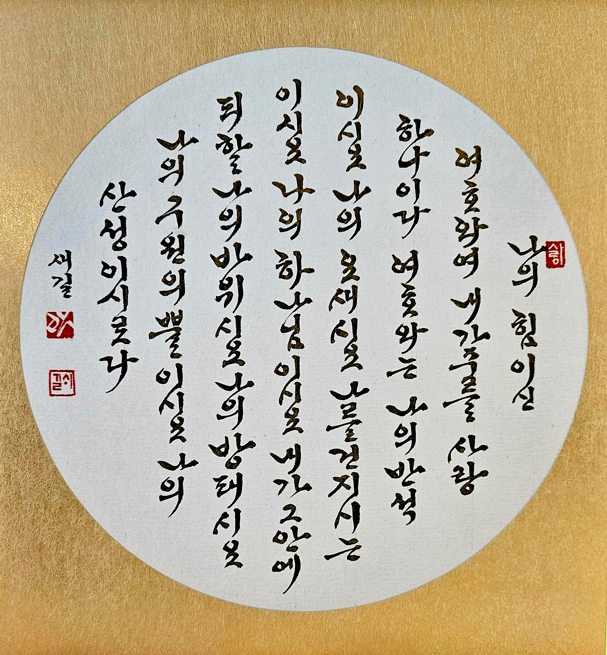 나의 힘이신
여호와여 내가 주를 사랑
하나이다 여호와는 나의 반석
이시요 나의 요새시요 나를 건지시는
이시요 나의 하나님이시요 내가 그 안에
피할 나의 바위시요 나의 방패시요
나의 구원의 뿔이시요 나의
산성이시로다
새길